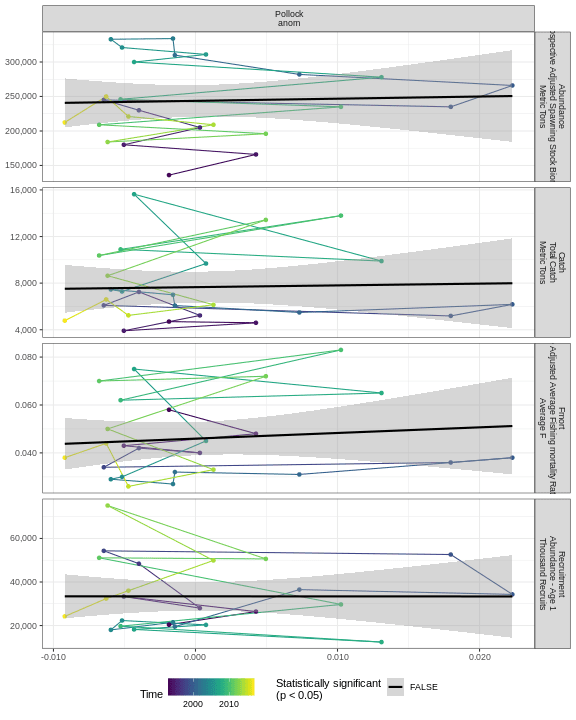 Pollock
anom
300,000
250,000
200,000
150,000
Abundance
Adjusted Spawning Stock
Metric Tons
16,000
12,000
8,000
4,000
Catch
Total Catch
Metric Tons
0.080
0.060
0.040
Fmort
Adjusted Average Fishing mortality
Average F
60,000
40,000
20,000
Recruitment
Abundance - Age 1
Thousand Recruits
-0.010
0.000
0.010
0.020
Time
2000
2010
Statistically significant
(p < 0.05)
FALSE